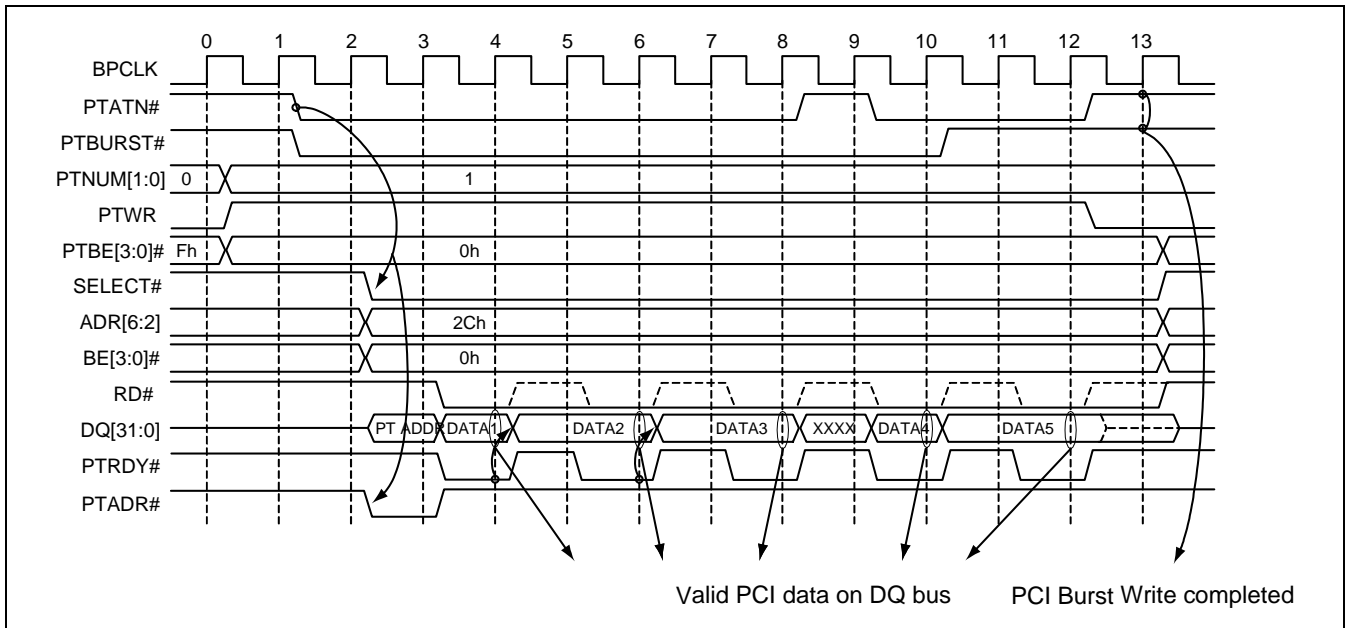 0 1 2 3 4 5 6 7 8 9 10 11 12 13
BPCLK
PTATN#
PTBURST#
PTNUM[1:0] 0 1
PTWR
PTBE[3:0]# Fh 0h
SELECT#
ADR[6:2] 2Ch
BE[3:0]# 0h
RD#
DQ[31:0] PT ADDR DATA1 DATA2 DATA3 XXXX DATA4 DATA5
PTRDY#
PTADR#
Valid PCI data on DQ bus PCI Burst Write completed